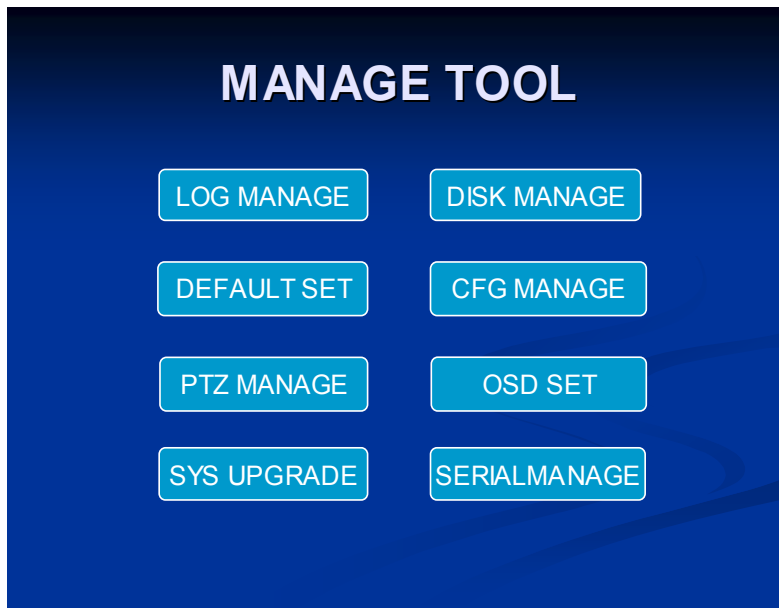 MANAGE TOOL
LOG MANAGE
DISK MANAGE
DEFAULT SET
CFG MANAGE
PTZ MANAGE
OSD SET
SYS UPGRADE
SERIALMANAGE